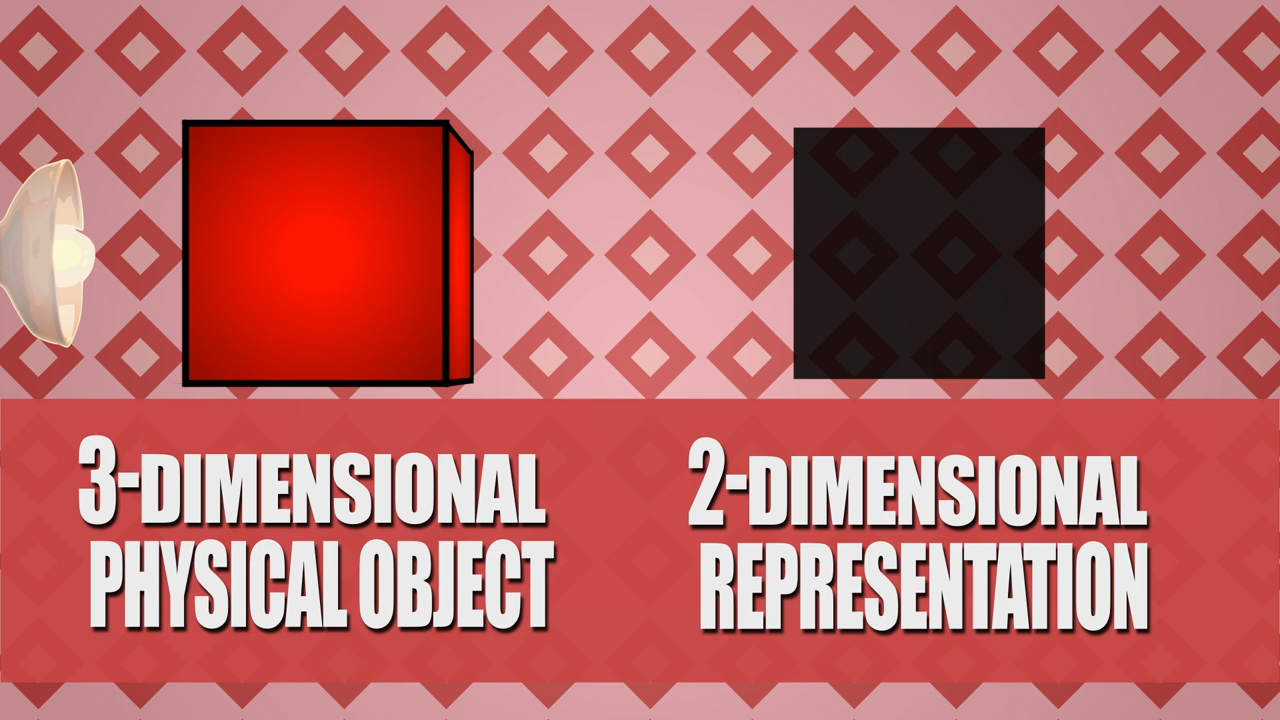 3-DIMENSIONAL
PHYSICAL OBJECT
2-DIMENSIONAL
REPRESENTATION